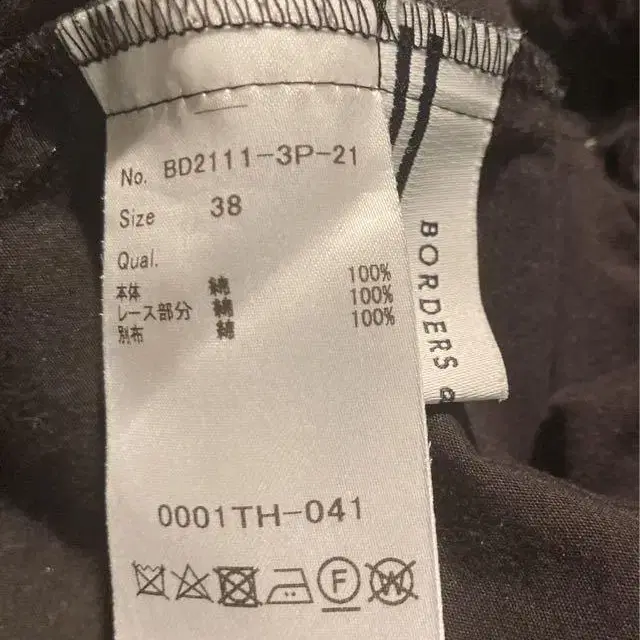 No. BD2111-3P-21
Size 38
Qual.
本体 綿 100%
レース部分 綿 100%
別布 綿 100%
0001TH-041
F
W
BORDERS